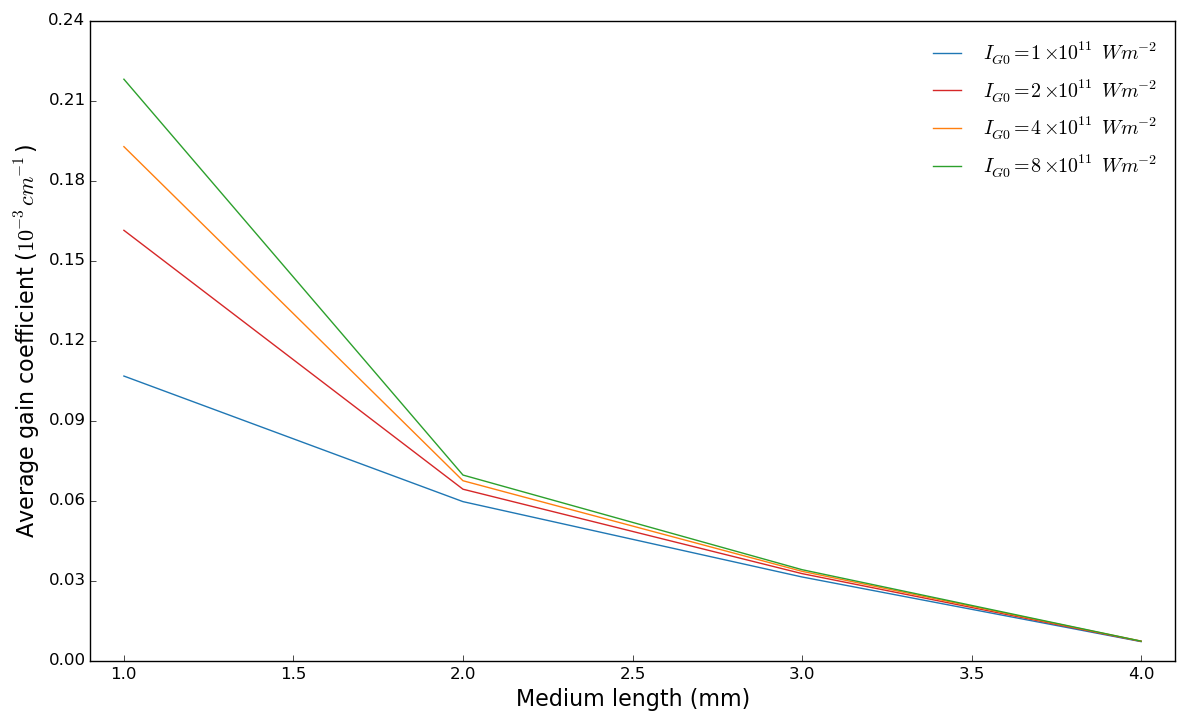 0.24
0.21
0.18
0.15
0.12
0.09
0.06
0.03
0.00
Average gain coefficient (10⁻³ cm⁻¹)
I_G0 = 1 ×10¹¹ Wm⁻²
I_G0 = 2 ×10¹¹ Wm⁻²
I_G0 = 4 ×10¹¹ Wm⁻²
I_G0 = 8 ×10¹¹ Wm⁻²
1.0 1.5 2.0 2.5 3.0 3.5 4.0
Medium length (mm)